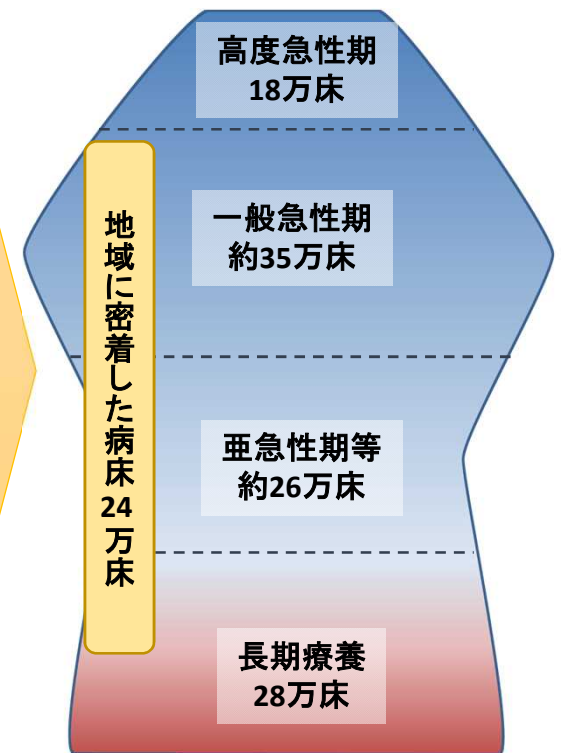 高度急性期
18万床
一般急性期
約35万床
地域に密着した病床24万床
亜急性期等
約26万床
長期療養
28万床